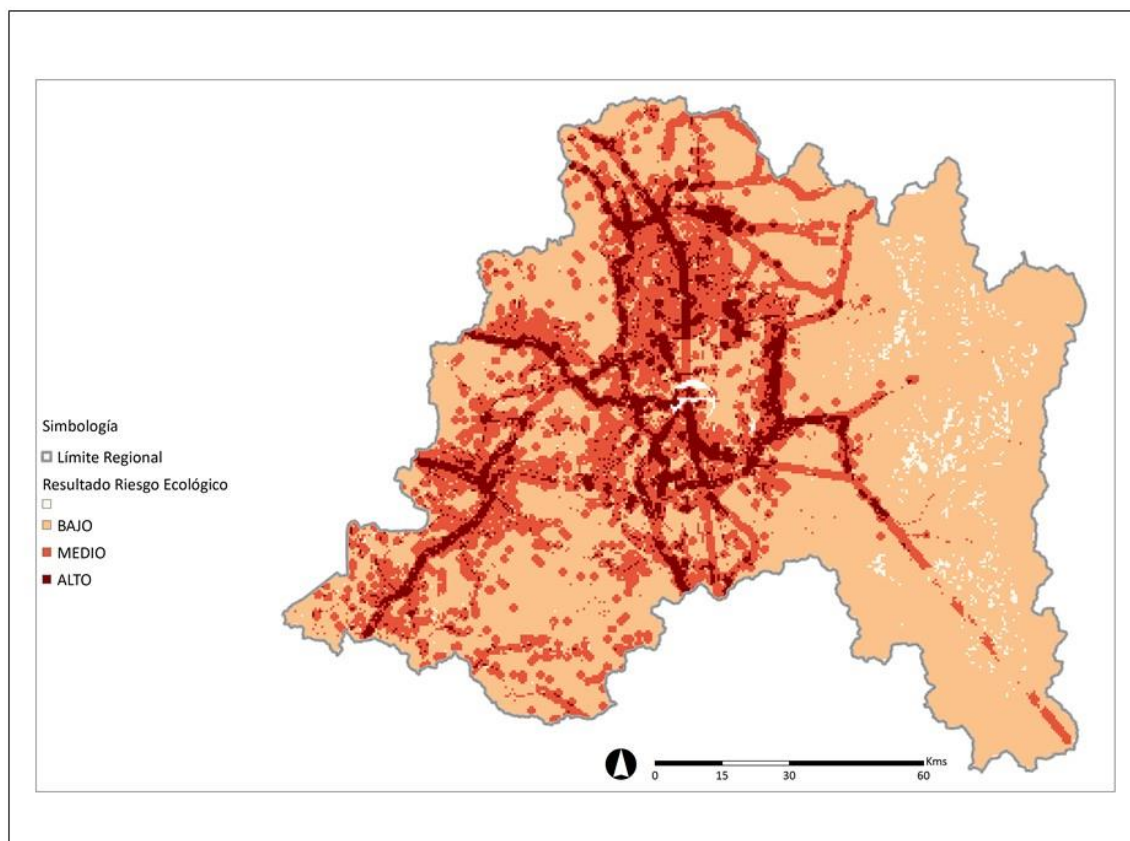 Simbología
Límite Regional
Resultado Riesgo Ecológico
BAJO
MEDIO
ALTO
Kms
0 15 30 60